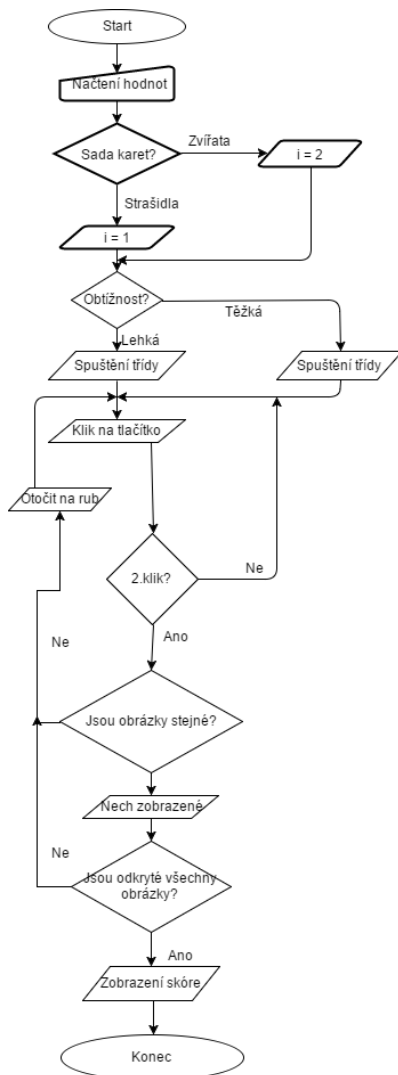 Start
Načtení hodnot
Sada karet?
Zvířata
i = 2
Strašidla
i = 1
Obtížnost?
Těžká
Lehká
Spuštění třídy
Spuštění třídy
Klik na tlačítko
Otočit na rub
2.klik?
Ne
Ano
Ne
Jsou obrázky stejné?
Nech zobrazené
Ne
Jsou odkryté všechny
obrázky?
Ano
Zobrazení skóre
Konec